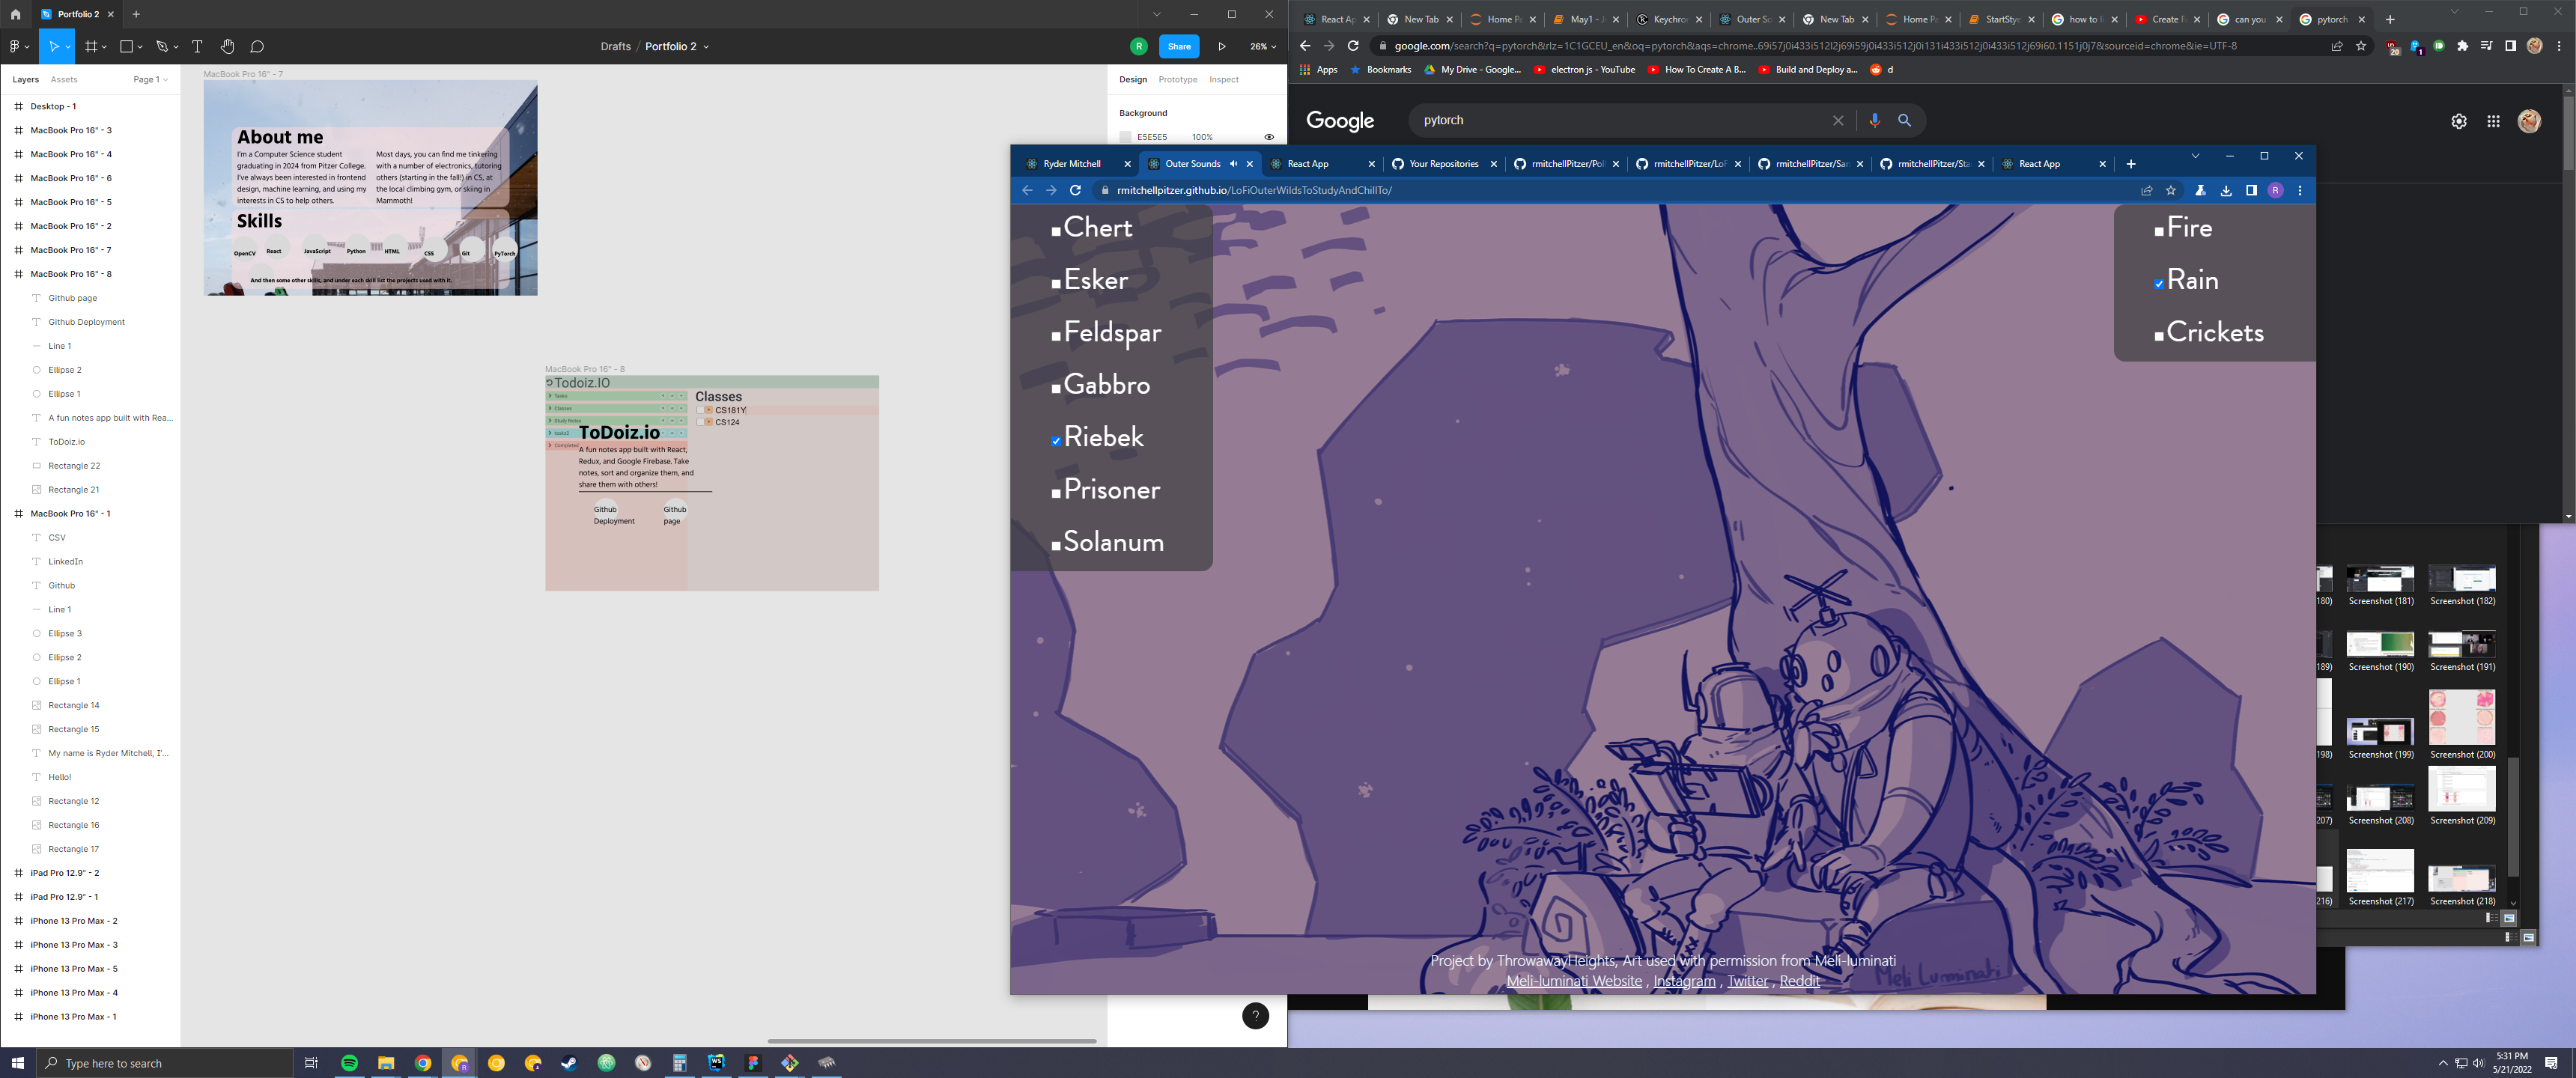 Portfolio 2
Drafts / Portfolio 2
R
Share
26%
Layers
Assets
Page 1
Desktop - 1
MacBook Pro 16" - 3
MacBook Pro 16" - 4
MacBook Pro 16" - 6
MacBook Pro 16" - 5
MacBook Pro 16" - 2
MacBook Pro 16" - 7
MacBook Pro 16" - 8
Github page
Github Deployment
Line 1
Ellipse 2
Ellipse 1
A fun notes app built with Rea...
ToDoiz.io
Rectangle 22
Rectangle 21
MacBook Pro 16" - 1
CSV
LinkedIn
Github
Line 1
Ellipse 3
Ellipse 2
Ellipse 1
Rectangle 14
Rectangle 15
My name is Ryder Mitchell, I'...
Hello!
Rectangle 12
Rectangle 16
Rectangle 17
iPad Pro 12.9" - 2
iPad Pro 12.9" - 1
iPhone 13 Pro Max - 2
iPhone 13 Pro Max - 3
iPhone 13 Pro Max - 5
iPhone 13 Pro Max - 4
iPhone 13 Pro Max - 1
MacBook Pro 16" - 7
About me
I'm a Computer Science student
graduating in 2024 from Pitzer College.
I've always been interested in frontend
design, machine learning, and using my
interests in CS to help others.
Most days, you can find me tinkering
with a number of electronics, tutoring
others (starting in the fall!) in CS, at
the local climbing gym, or skiing in
Mammoth!
Skills
OpenCV
React
JavaScript
Python
HTML
CSS
Git
PyTorch
And then some other skills, and under each skill list the projects used with it.
MacBook Pro 16" - 8
Todoiz.IO
Tasks
Classes
Study Notes
tasks2
Completed
Classes
CS181Y
CS124
ToDoiz.io
A fun notes app built with React,
Redux, and Google Firebase. Take
notes, sort and organize them, and
share them with others!
Github
Deployment
Github
page
Design
Prototype
Inspect
Background
E5E5E5
100%
?
React Ap
New Tab
Home Pa
May1 - J
Keychron
Outer So
New Tab
Home Pa
StartStye
how to li
Create F
can you
pytorch
google.com/search?q=pytorch&rlz=1C1GCEU_en&oq=pytorch&aqs=chrome..69i57j0i433i512l2j69i59j0i433i512j0i131i433i512j0i433i512j69i60.1151j0j7&sourceid=chrome&ie=UTF-8
20
1
Apps
Bookmarks
My Drive - Google...
electron js - YouTube
How To Create A B...
Build and Deploy a...
d
Google
pytorch
Ryder Mitchell
Outer Sounds
React App
Your Repositories
rmitchellPitzer/Poll
rmitchellPitzer/LoF
rmitchellPitzer/San
rmitchellPitzer/Sta
React App
rmitchellpitzer.github.io/LoFiOuterWildsToStudyAndChillTo/
R
Chert
Esker
Feldspar
Gabbro
Riebek
Prisoner
Solanum
Fire
Rain
Crickets
Meli Luminati
Project by ThrowawayHeights, Art used with permission from Meli-luminati
Meli-luminati Website , Instagram , Twitter , Reddit
180)
Screenshot (181)
Screenshot (182)
189)
Screenshot (190)
Screenshot (191)
198)
Screenshot (199)
Screenshot (200)
207)
Screenshot (208)
Screenshot (209)
216)
Screenshot (217)
Screenshot (218)
Type here to search
5:31 PM
5/21/2022